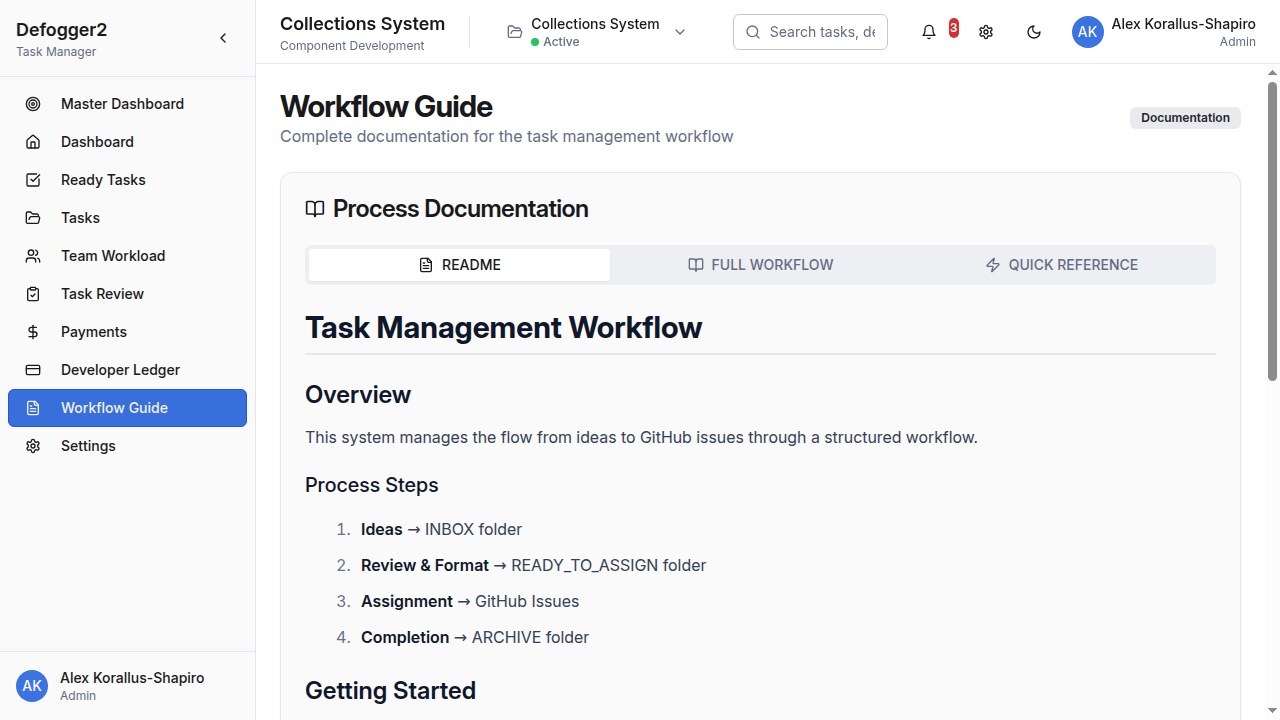 Defogger2
Task Manager
Master Dashboard
Dashboard
Ready Tasks
Tasks
Team Workload
Task Review
Payments
Developer Ledger
Workflow Guide
Settings
AK
Alex Korallus-Shapiro
Admin
Collections System
Component Development
Collections System
Active
Search tasks, de
3
AK
Alex Korallus-Shapiro
Admin
Workflow Guide
Complete documentation for the task management workflow
Documentation
Process Documentation
README
FULL WORKFLOW
QUICK REFERENCE
Task Management Workflow
Overview
This system manages the flow from ideas to GitHub issues through a structured workflow.
Process Steps
1. Ideas → INBOX folder
2. Review & Format → READY_TO_ASSIGN folder
3. Assignment → GitHub Issues
4. Completion → ARCHIVE folder
Getting Started